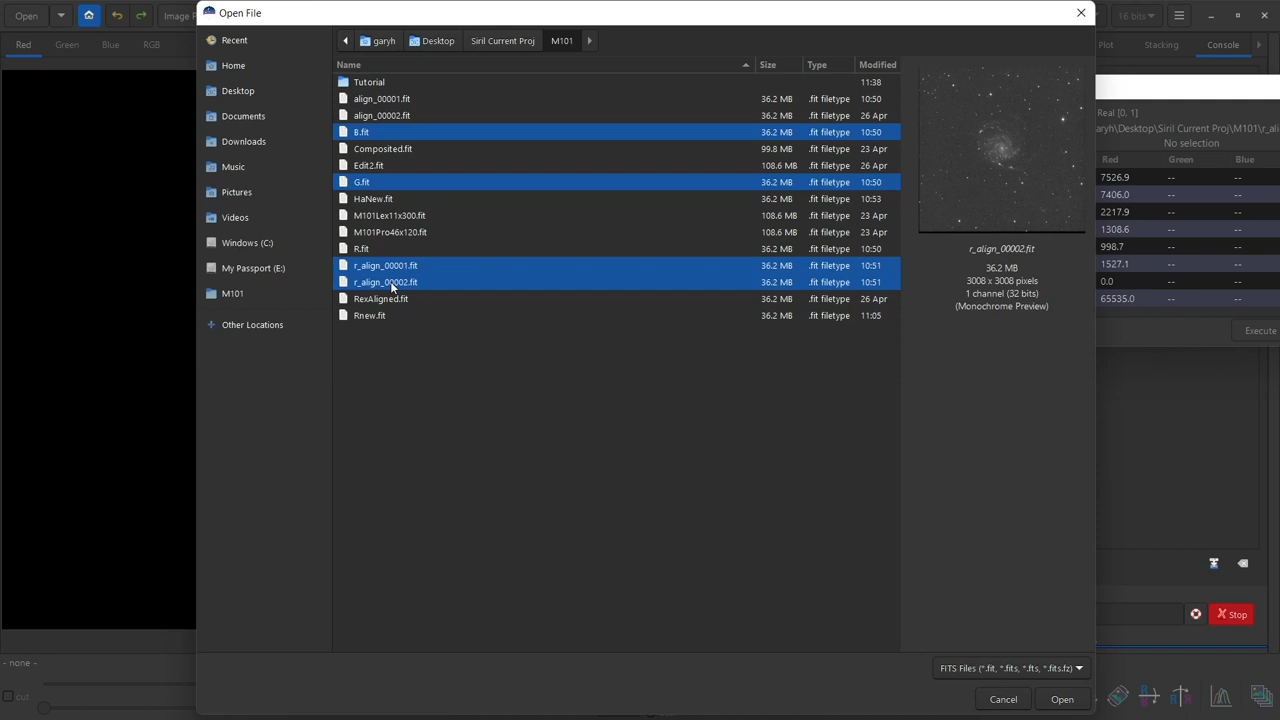 Open File
Open
Image P
16 bits
Red Green Blue RGB
Plot Stacking Console
Recent
Home
Desktop
Documents
Downloads
Music
Pictures
Videos
Windows (C:)
My Passport (E:)
M101
Other Locations
garyh Desktop Siril Current Proj M101
Name Size Type Modified
Tutorial 11:38
align_00001.fit 36.2 MB .fit filetype 10:50
align_00002.fit 36.2 MB .fit filetype 26 Apr
B.fit 36.2 MB .fit filetype 10:50
Composited.fit 99.8 MB .fit filetype 23 Apr
Edit2.fit 108.6 MB .fit filetype 26 Apr
G.fit 36.2 MB .fit filetype 10:50
HaNew.fit 36.2 MB .fit filetype 10:53
M101Lex11x300.fit 108.6 MB .fit filetype 23 Apr
M101Pro46x120.fit 108.6 MB .fit filetype 23 Apr
R.fit 36.2 MB .fit filetype 10:50
r_align_00001.fit 36.2 MB .fit filetype 10:51
r_align_00002.fit 36.2 MB .fit filetype 10:51
RexAligned.fit 36.2 MB .fit filetype 26 Apr
Rnew.fit 36.2 MB .fit filetype 11:05
r_align_00002.fit
36.2 MB
3008 x 3008 pixels
1 channel (32 bits)
(Monochrome Preview)
Real [0, 1]
aryh\Desktop\Siril Current Proj\M101\r_ali
No selection
Red Green Blue
7526.9 -- --
7406.0 -- --
2217.9 -- --
1308.6 -- --
998.7 -- --
1527.1 -- --
0.0 -- --
65535.0 -- --
Execute
Stop
- none -
cut
FITS Files (*.fit, *.fits, *.fts, *.fits.fz)
Cancel Open